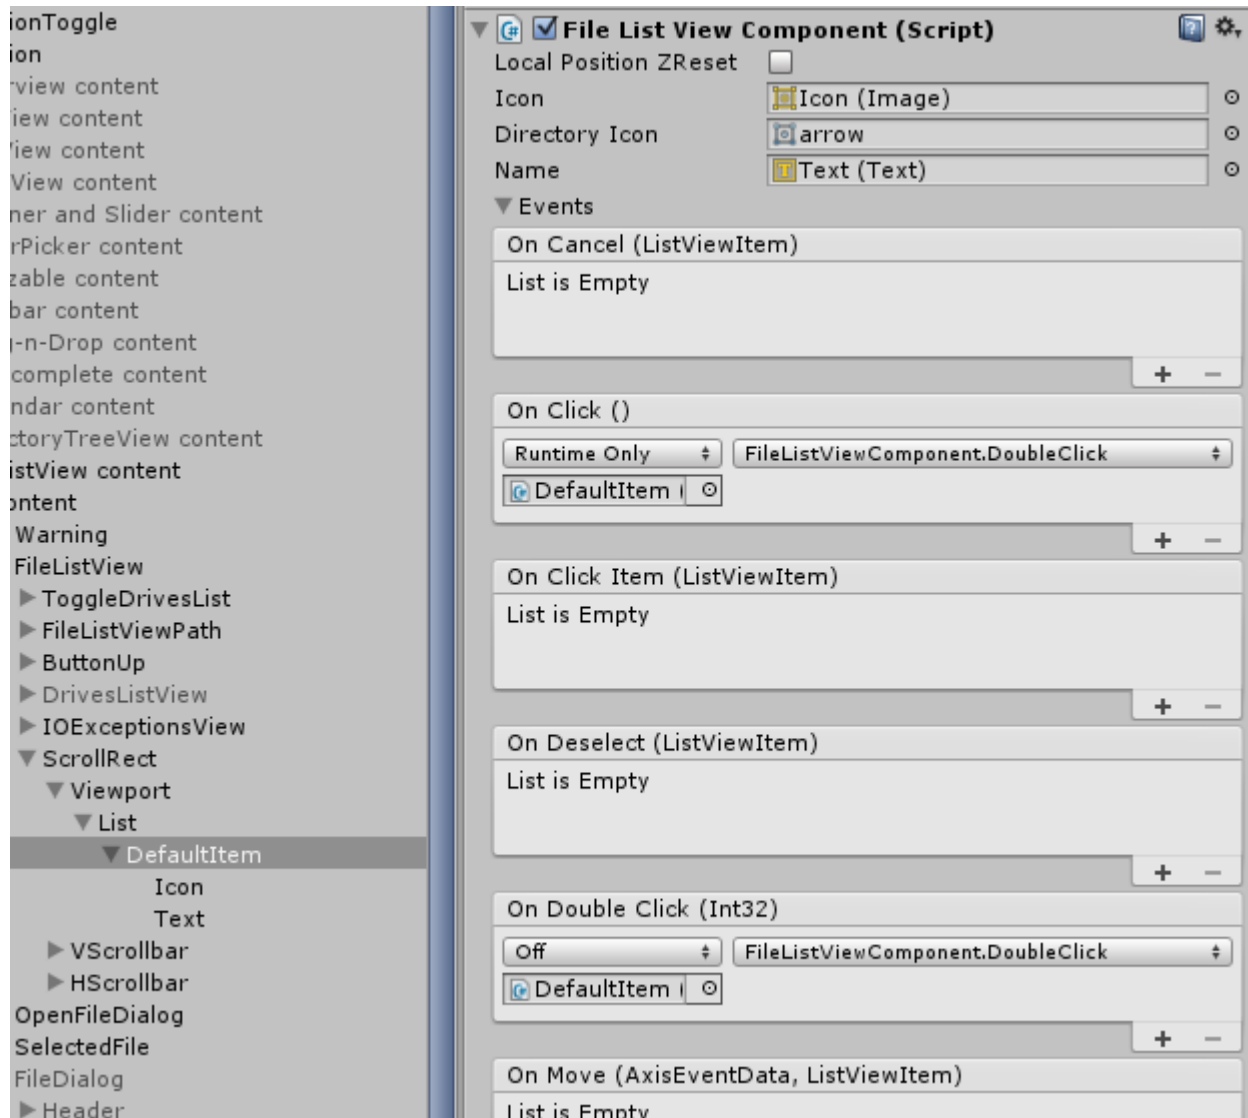 ionToggle
ion
rview content
iew content
View content
View content
ner and Slider content
rPicker content
zable content
bar content
-n-Drop content
complete content
ndar content
ctoryTreeView content
istView content
ontent
Warning
FileListView
ToggleDrivesList
FileListViewPath
ButtonUp
DrivesListView
IOExceptionsView
ScrollRect
Viewport
List
DefaultItem
Icon
Text
VScrollbar
HScrollbar
OpenFileDialog
SelectedFile
FileDialog
Header
File List View Component (Script)
Local Position ZReset
Icon Icon (Image)
Directory Icon arrow
Name Text (Text)
Events
On Cancel (ListViewItem)
List is Empty
+ −
On Click ()
Runtime Only FileListViewComponent.DoubleClick
DefaultItem (
+ −
On Click Item (ListViewItem)
List is Empty
+ −
On Deselect (ListViewItem)
List is Empty
+ −
On Double Click (Int32)
Off FileListViewComponent.DoubleClick
DefaultItem (
+ −
On Move (AxisEventData, ListViewItem)
List is Empty